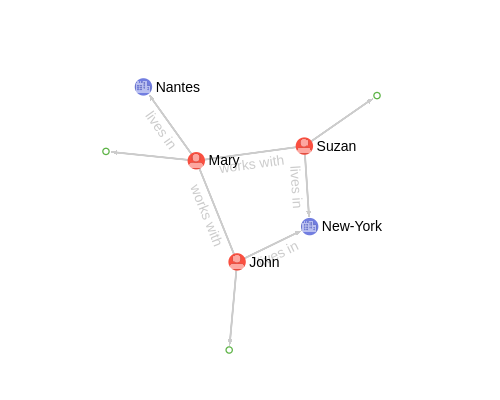 Nantes
lives in
Suzan
Mary
works with
lives in
works with
New-York
John
lives in